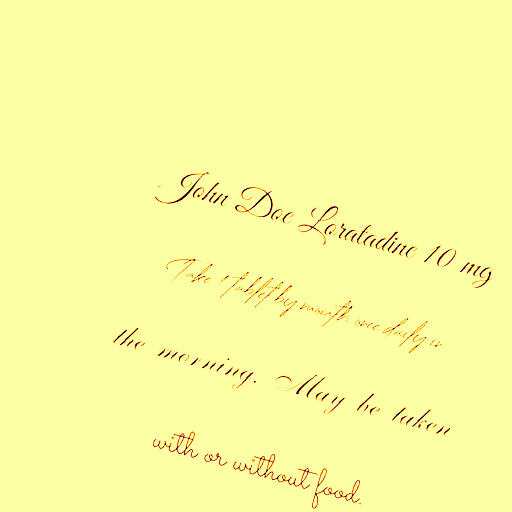 John Doe Loratadine 10 mg
Take 1 tablet by mouth once daily in
the morning. May be taken
with or without food.